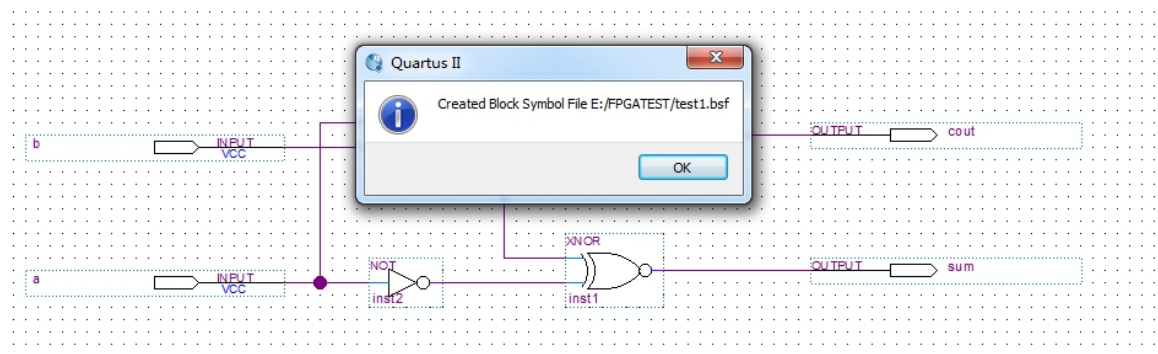 Quartus II
Created Block Symbol File E:/FPGATEST/test1.bsf
OK
b
INPUT
VCC
OUTPUT
cout
XNOR
a
INPUT
VCC
NOT
inst2
inst1
OUTPUT
sum